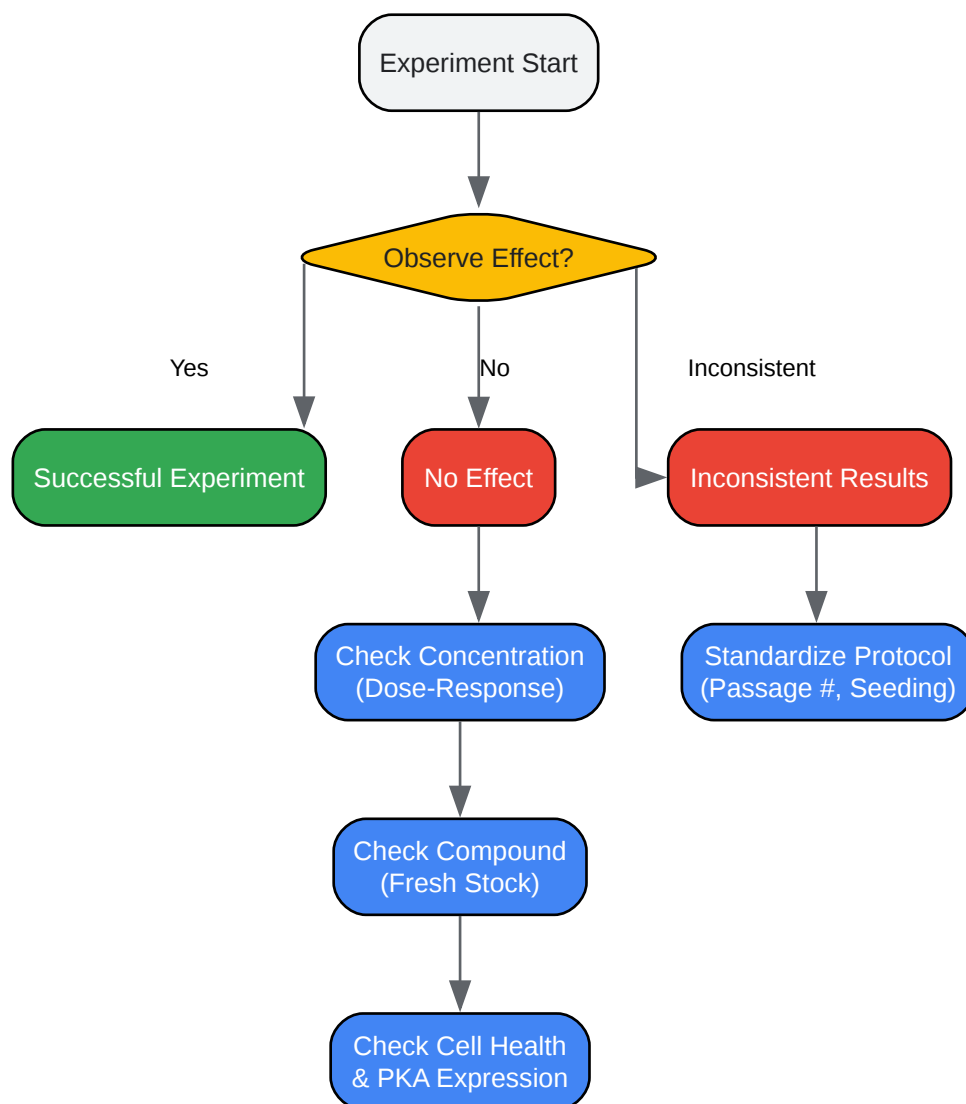 Experiment Start
Observe Effect?
Yes
No
Inconsistent
Successful Experiment
No Effect
Inconsistent Results
Check Concentration
(Dose-Response)
Standardize Protocol
(Passage #, Seeding)
Check Compound
(Fresh Stock)
Check Cell Health
& PKA Expression